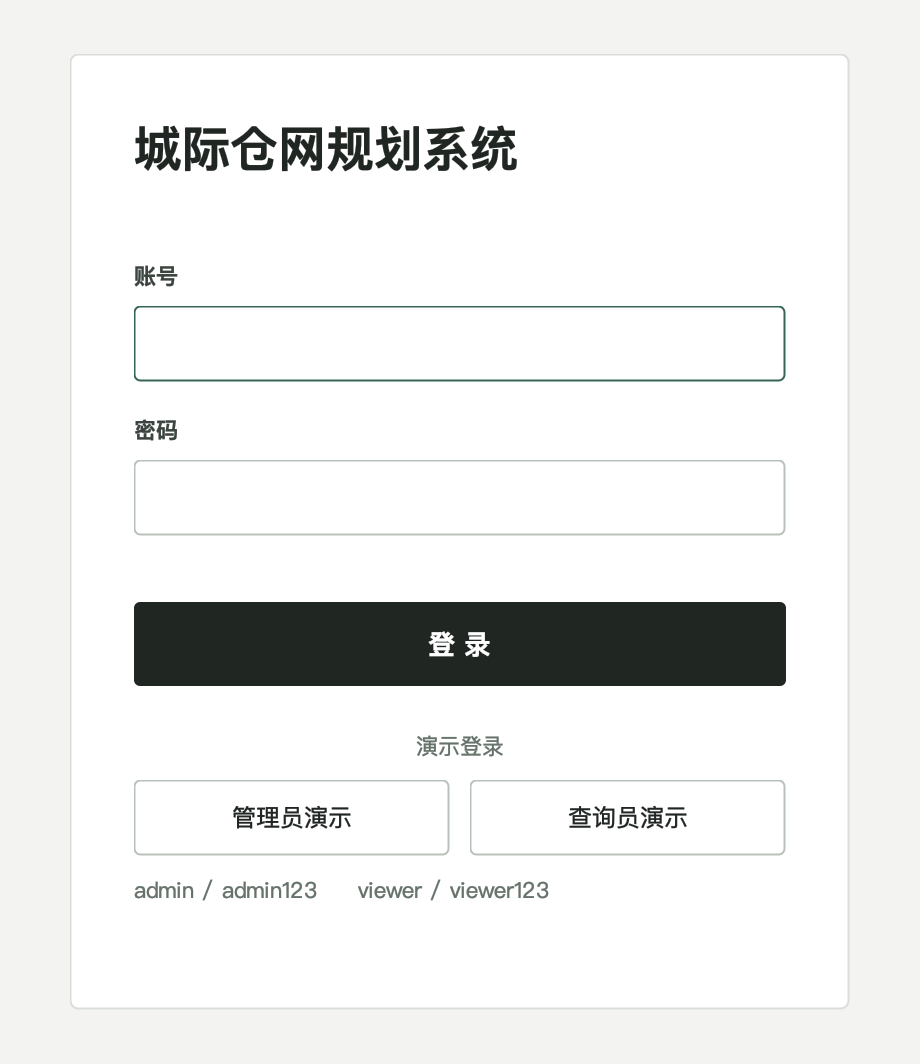 城际仓网规划系统
账号
密码
登 录
演示登录
管理员演示 查询员演示
admin / admin123 viewer / viewer123